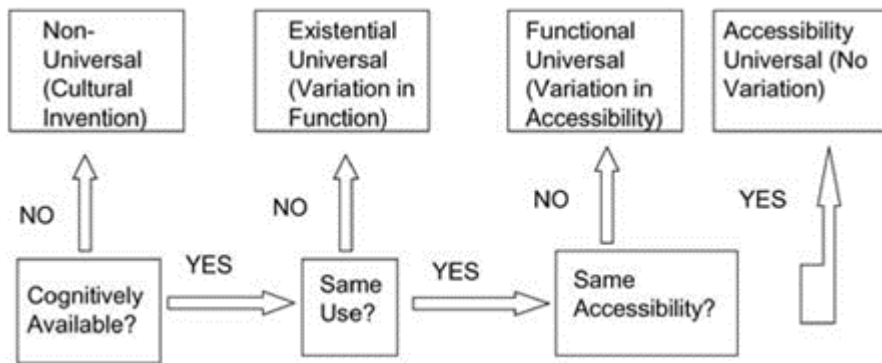 Non-
Universal
(Cultural
Invention)
Existential
Universal
(Variation in
Function)
Functional
Universal
(Variation in
Accessibility)
Accessibility
Universal (No
Variation)
NO
NO
NO
YES
Cognitively
Available?
YES
Same
Use?
YES
Same
Accessibility?